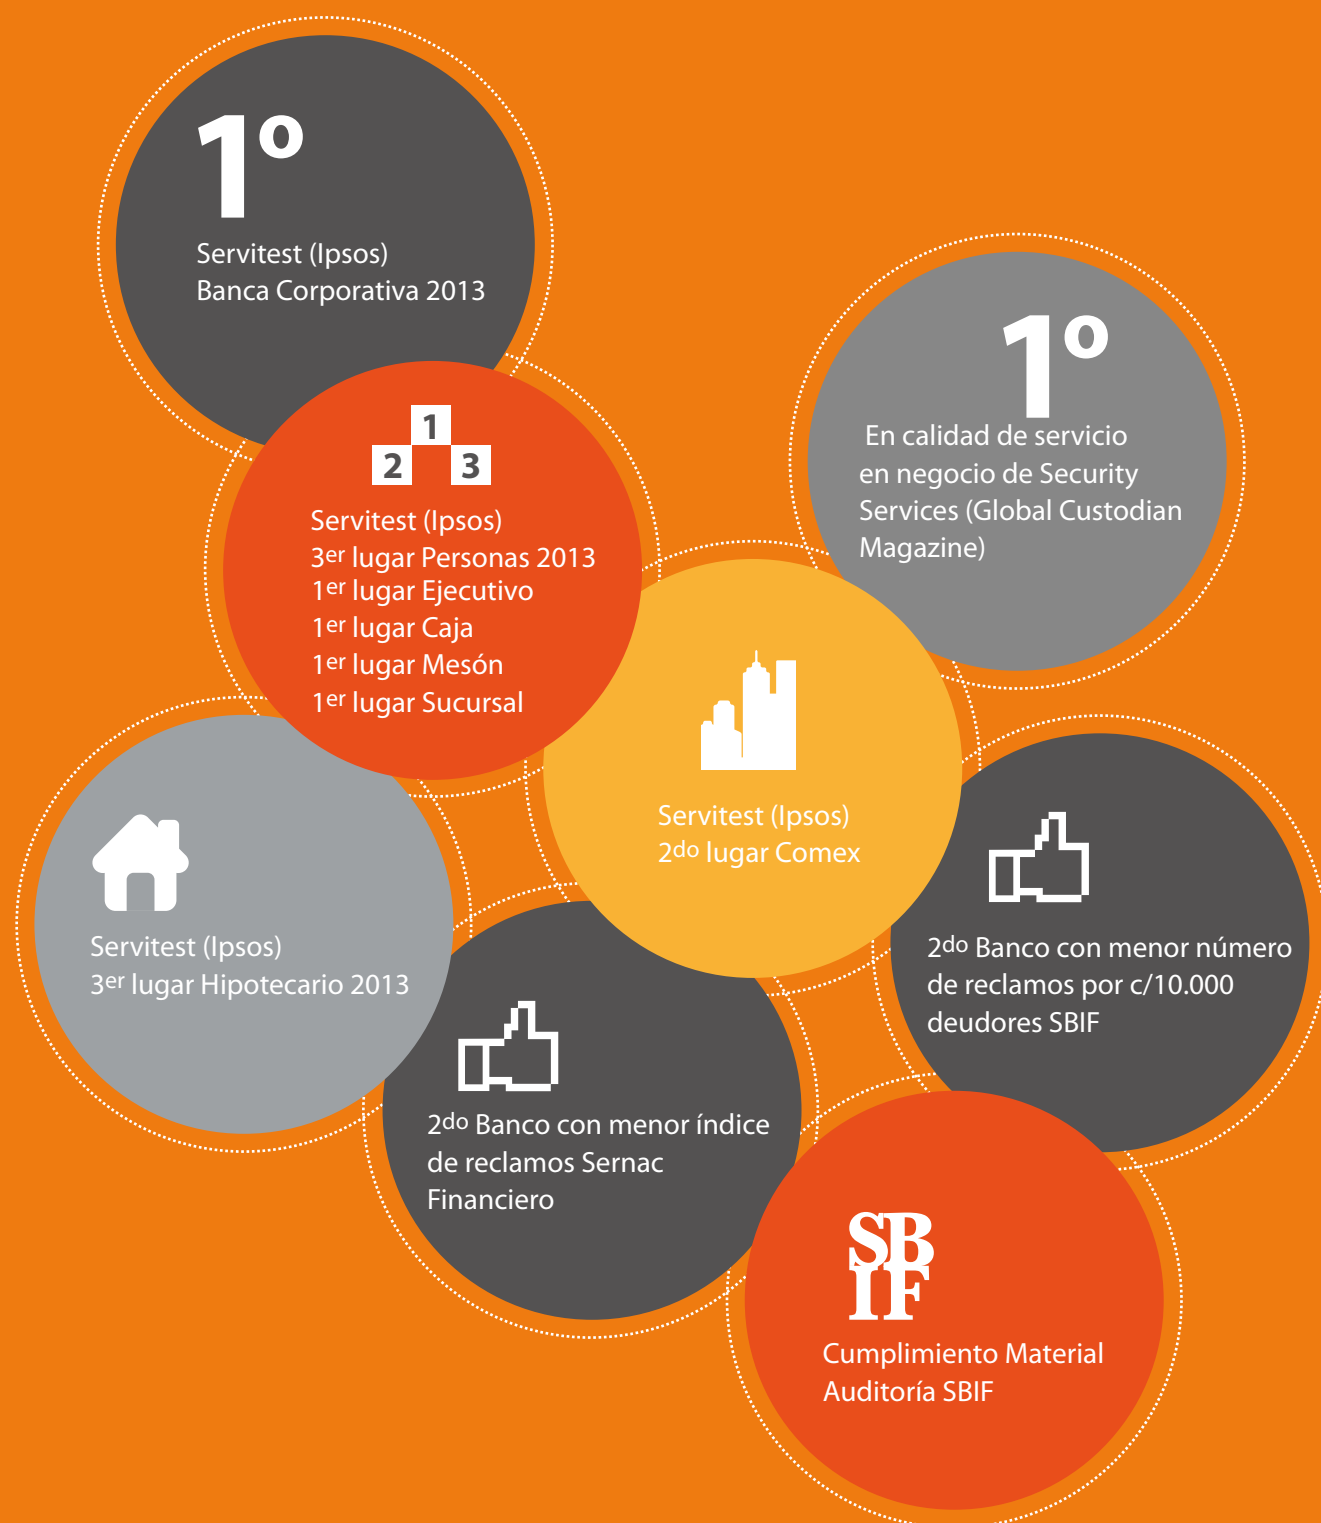 1º
Servitest (Ipsos)
Banca Corporativa 2013
1º
En calidad de servicio
en negocio de Security
Services (Global Custodian
Magazine)
1
2 3
Servitest (Ipsos)
3er lugar Personas 2013
1er lugar Ejecutivo
1er lugar Caja
1er lugar Mesón
1er lugar Sucursal
Servitest (Ipsos)
2do lugar Comex
Servitest (Ipsos)
3er lugar Hipotecario 2013
2do Banco con menor número
de reclamos por c/10.000
deudores SBIF
2do Banco con menor índice
de reclamos Sernac
Financiero
SB
IF
Cumplimiento Material
Auditoría SBIF